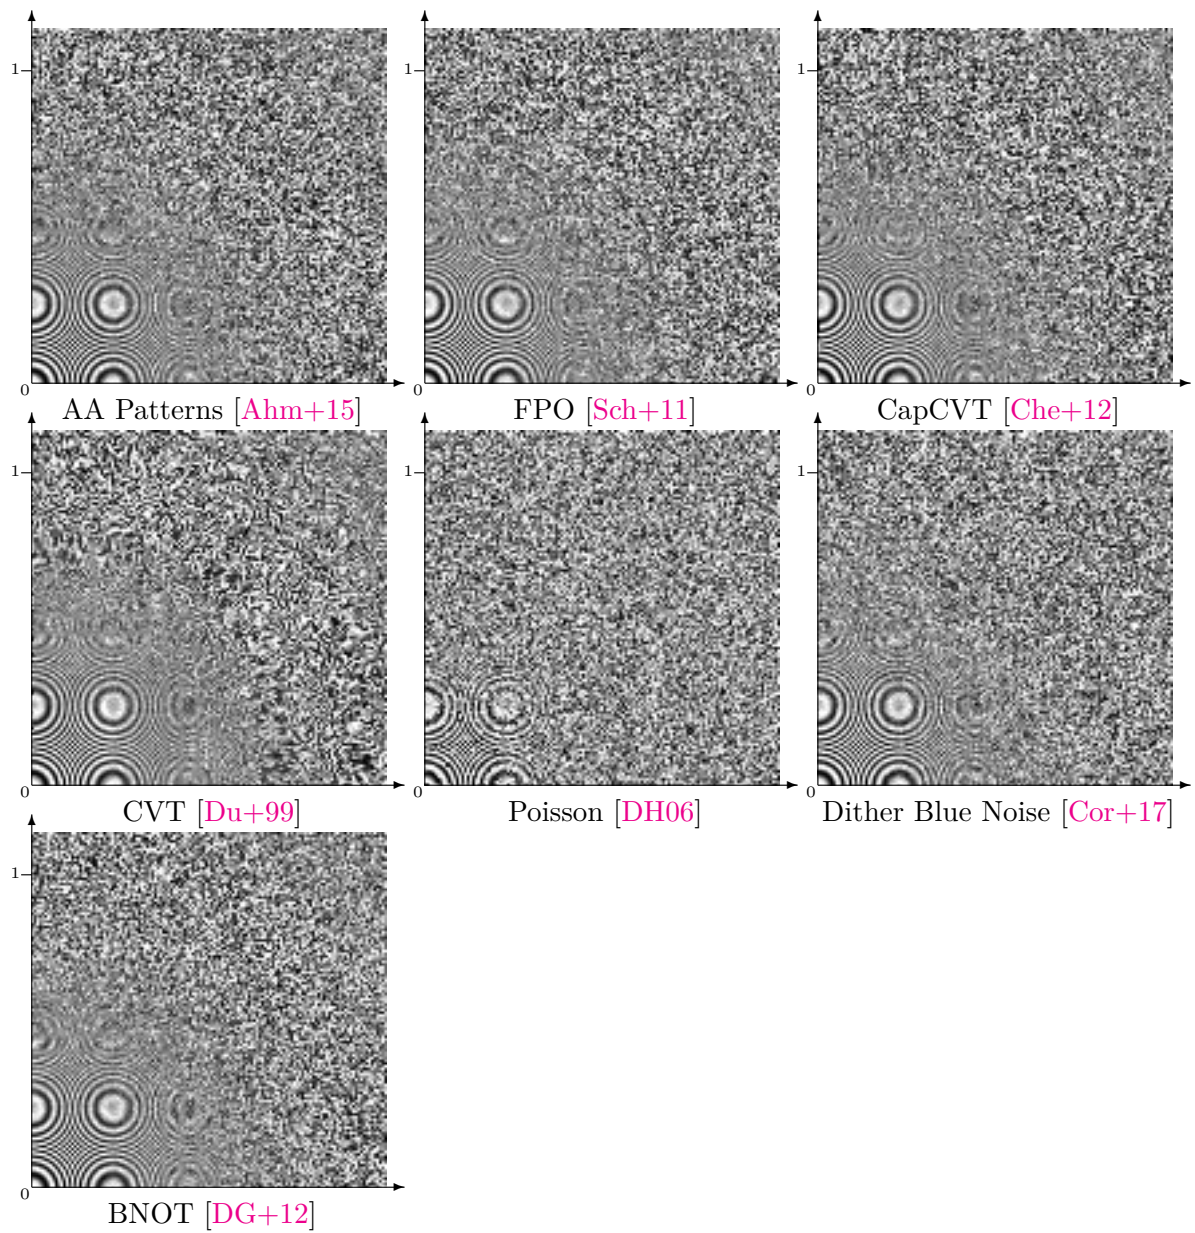 1 1 1
0 0 0
AA Patterns [Ahm+15] FPO [Sch+11] CapCVT [Che+12]
1 1 1
0 0 0
CVT [Du+99] Poisson [DH06] Dither Blue Noise [Cor+17]
1
0
BNOT [DG+12]